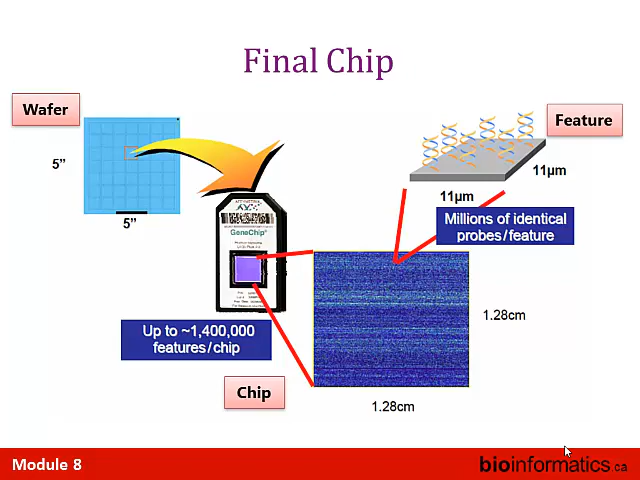 Final Chip
Wafer
5”
5”
Feature
11µm
11µm
Millions of identical
probes/feature
AFFYMETRIX
GeneChip®
Up to ~1,400,000
features/chip
1.28cm
1.28cm
Chip
Module 8
bioinformatics.ca